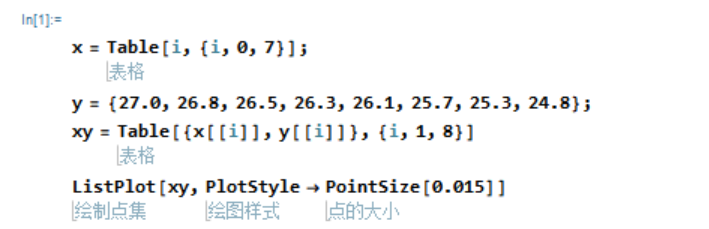 In[1]:=
x = Table[i, {i, 0, 7}];
表格
y = {27.0, 26.8, 26.5, 26.3, 26.1, 25.7, 25.3, 24.8};
xy = Table[{x[[i]], y[[i]]}, {i, 1, 8}]
表格
ListPlot[xy, PlotStyle → PointSize[0.015]]
绘制点集 绘图样式 点的大小